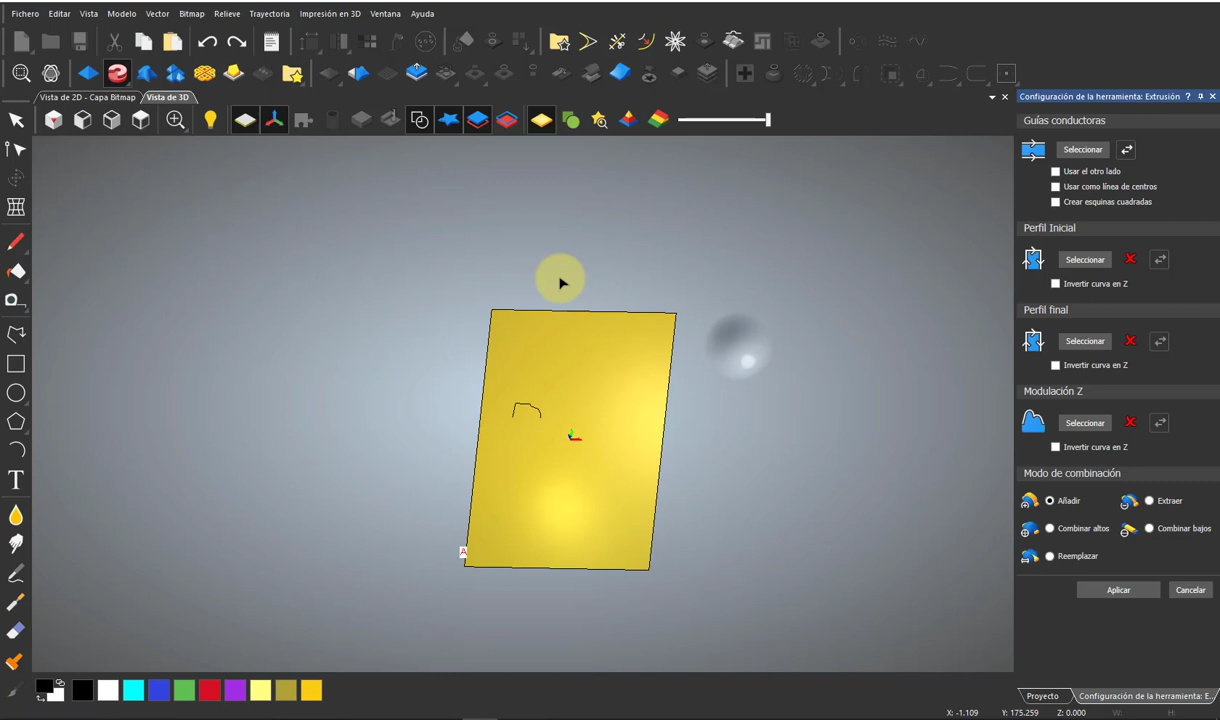 Fichero Editar Vista Modelo Vector Bitmap Relieve Trayectoria Impresión en 3D Ventana Ayuda
Vista de 2D - Capa Bitmap Vista de 3D
Configuración de la herramienta: Extrusión ?
Guías conductoras
Seleccionar
Usar el otro lado
Usar como línea de centros
Crear esquinas cuadradas
Perfil Inicial
Seleccionar
Invertir curva en Z
Perfil final
Seleccionar
Invertir curva en Z
Modulación Z
Seleccionar
Invertir curva en Z
Modo de combinación
Añadir Extraer
Combinar altos Combinar bajos
Reemplazar
Aplicar Cancelar
T
A
Proyecto Configuración de la herramienta: E...
X: -1.109 Y: 175.259 Z: 0.000 W: H: